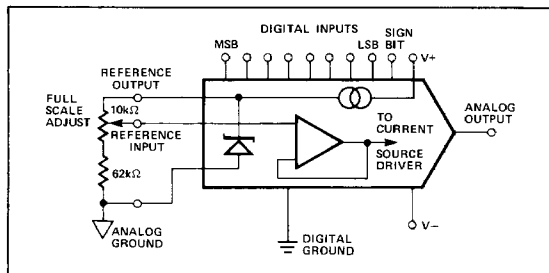 DIGITAL INPUTS
MSB
LSB
SIGN
BIT
V+
REFERENCE
OUTPUT
FULL
SCALE
ADJUST
10kΩ
REFERENCE
INPUT
62kΩ
ANALOG
GROUND
TO
CURRENT
SOURCE
DRIVER
ANALOG
OUTPUT
DIGITAL
GROUND
V−